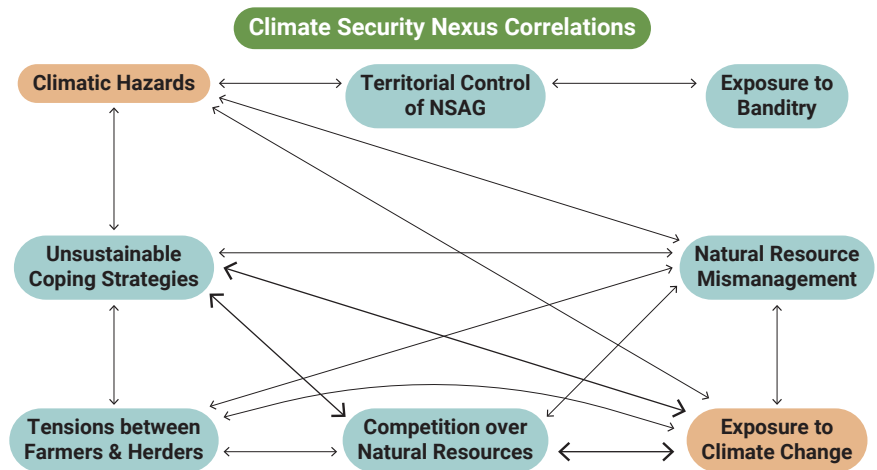 Climate Security Nexus Correlations
Climatic Hazards
Territorial Control
of NSAG
Exposure to
Banditry
Unsustainable
Coping Strategies
Natural Resource
Mismanagement
Tensions between
Farmers & Herders
Competition over
Natural Resources
Exposure to
Climate Change